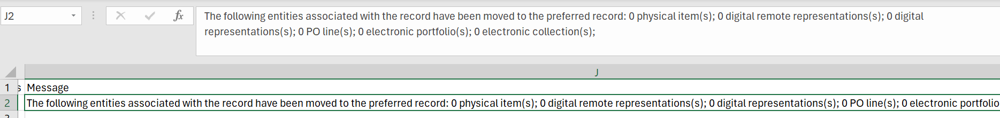 J2
fx
The following entities associated with the record have been moved to the preferred record: 0 physical item(s); 0 digital remote representations(s); 0 digital
representations(s); 0 PO line(s); 0 electronic portfolio(s); 0 electronic collection(s);
J
1 s Message
2 The following entities associated with the record have been moved to the preferred record: 0 physical item(s); 0 digital remote representations(s); 0 digital representations(s); 0 PO line(s); 0 electronic portfolio